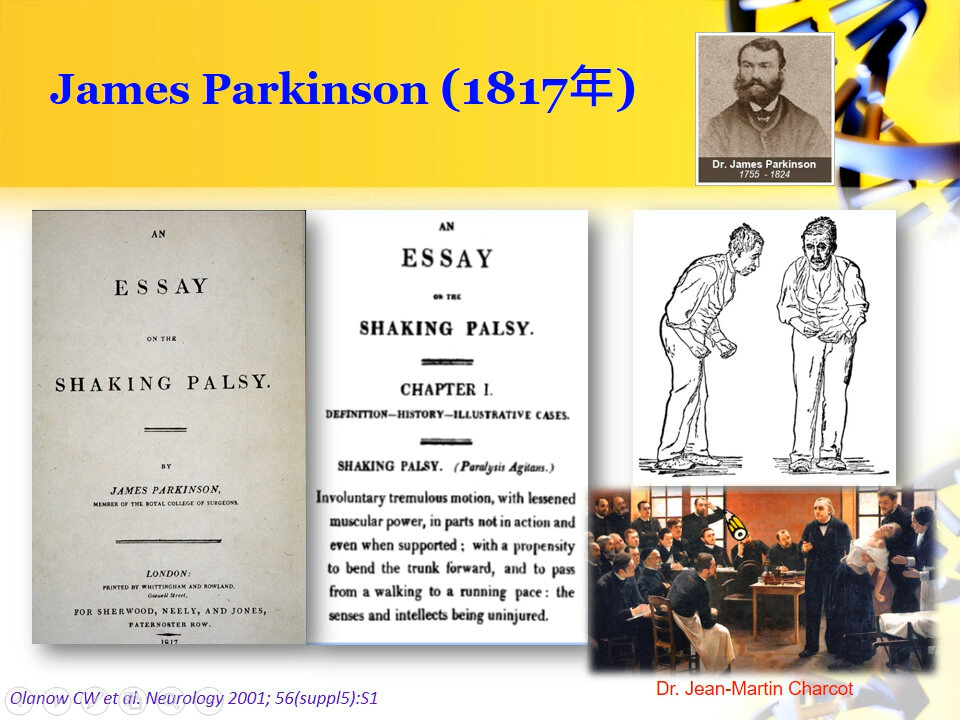 James Parkinson (1817年)
Dr. James Parkinson
1755 - 1824
AN
ESSAY
ON THE
SHAKING PALSY.
BY
JAMES PARKINSON,
MEMBER OF THE ROYAL COLLEGE OF SURGEONS.
LONDON:
PRINTED BY WHITTINGHAM AND ROWLAND,
Goswell Street,
FOR SHERWOOD, NEELY, AND JONES,
PATERNOSTER ROW.
1817
AN
ESSAY
ON THE
SHAKING PALSY.
CHAPTER I.
DEFINITION—HISTORY—ILLUSTRATIVE CASES.
SHAKING PALSY. (Paralysis Agitans.)
Involuntary tremulous motion, with lessened
muscular power, in parts not in action and
even when supported; with a propensity
to bend the trunk forward, and to pass
from a walking to a running pace: the
senses and intellects being uninjured.
Dr. Jean-Martin Charcot
Olanow CW et al. Neurology 2001; 56(suppl5):S1